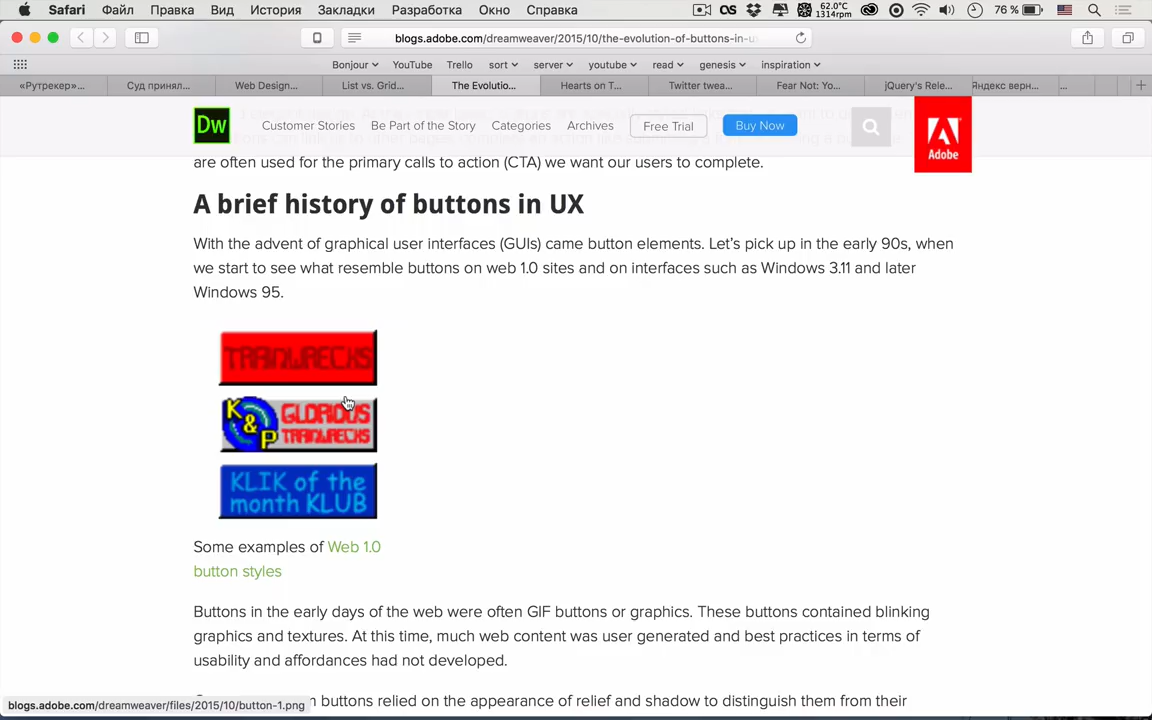 Safari Файл Правка Вид История Закладки Разработка Окно Справка 62.0°C 1314rpm 76 %
blogs.adobe.com/dreamweaver/2015/10/the-evolution-of-buttons-in-u
Bonjour YouTube Trello sort server youtube read genesis inspiration
«Рутрекер»... Суд принял... Web Design... List vs. Grid... The Evolutio... Hearts on T... Twitter twea... Fear Not: Yo... jQuery's Rele... Яндекс верн... ...
Dw Customer Stories Be Part of the Story Categories Archives Free Trial Buy Now Adobe
are often used for the primary calls to action (CTA) we want our users to complete.
A brief history of buttons in UX
With the advent of graphical user interfaces (GUIs) came button elements. Let's pick up in the early 90s, when
we start to see what resemble buttons on web 1.0 sites and on interfaces such as Windows 3.11 and later
Windows 95.
TRAINWRECKS
K & P GLORIOUS
TRAINWRECKS
KLIK of the
month KLUB
Some examples of Web 1.0
button styles
Buttons in the early days of the web were often GIF buttons or graphics. These buttons contained blinking
graphics and textures. At this time, much web content was user generated and best practices in terms of
usability and affordances had not developed.
buttons relied on the appearance of relief and shadow to distinguish them from their
blogs.adobe.com/dreamweaver/files/2015/10/button-1.png